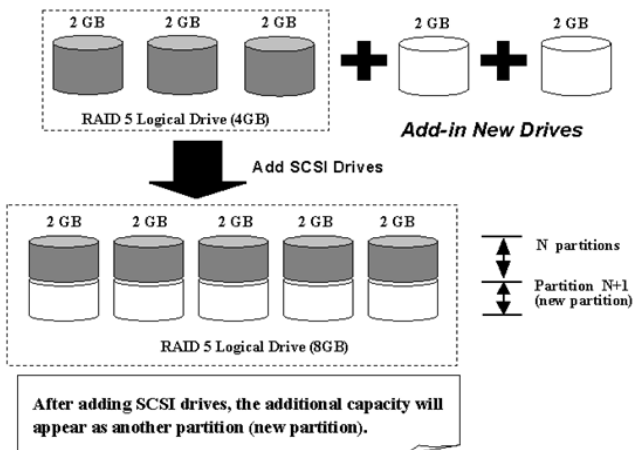 2 GB 2 GB 2 GB 2 GB 2 GB
RAID 5 Logical Drive (4GB)
Add-in New Drives
Add SCSI Drives
2 GB 2 GB 2 GB 2 GB 2 GB
N partitions
Partition N+1
(new partition)
RAID 5 Logical Drive (8GB)
After adding SCSI drives, the additional capacity will
appear as another partition (new partition).